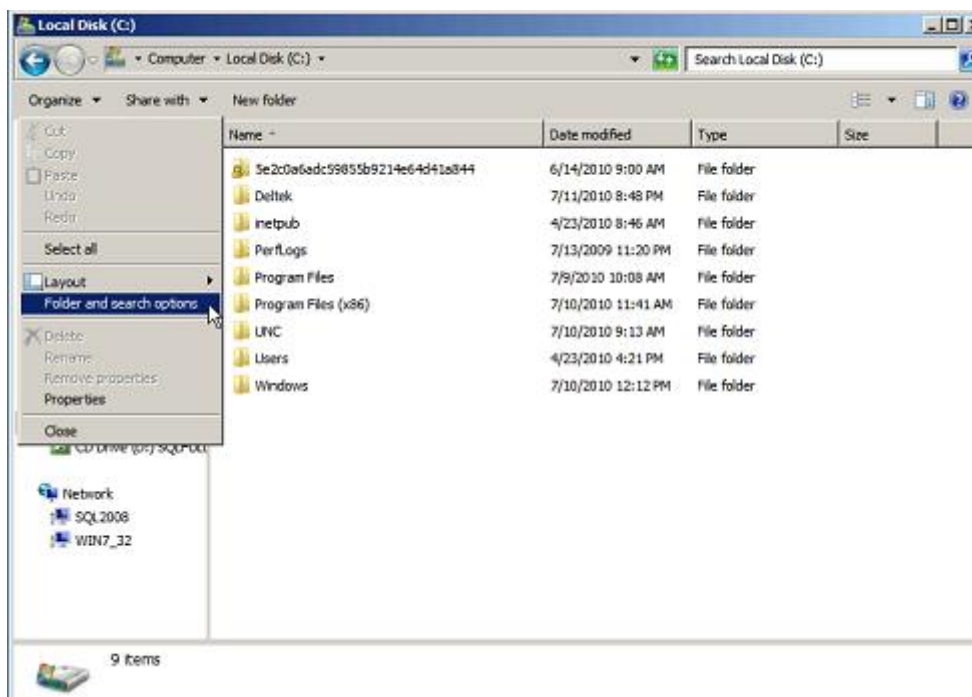 Local Disk (C:)
Computer Local Disk (C:)
Search Local Disk (C:)
Organize Share with New folder
Cut
Copy
Paste
Undo
Redo
Select all
Layout
Folder and search options
Delete
Rename
Remove properties
Properties
Close
Name Date modified Type Size
5e2c0a6adc59855b9214e64d41a844 6/14/2010 9:00 AM File folder
Deltek 7/11/2010 8:48 PM File folder
inetpub 4/23/2010 8:46 AM File folder
PerfLogs 7/13/2009 11:20 PM File folder
Program Files 7/9/2010 10:08 AM File folder
Program Files (x86) 7/10/2010 11:41 AM File folder
UNC 7/10/2010 9:13 AM File folder
Users 4/23/2010 4:21 PM File folder
Windows 7/10/2010 12:12 PM File folder
CD Drive (D:)
Network
SQL2008
WIN7_32
9 items